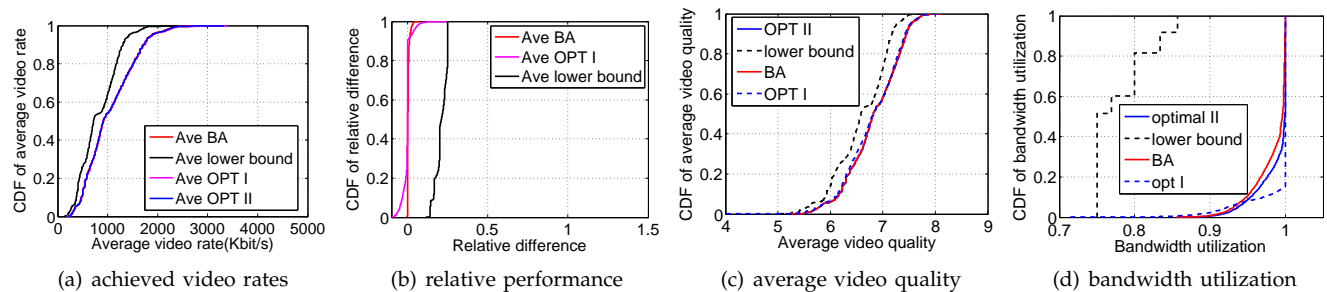 CDF of average video rate
1
0.8
0.6
0.4
0.2
0
0 1000 2000 3000 4000 5000
Average video rate(Kbit/s)
Ave BA
Ave lower bound
Ave OPT I
Ave OPT II
(a) achieved video rates
CDF of relative difference
1
0.8
0.6
0.4
0.2
0
0 0.5 1 1.5
Relative difference
Ave BA
Ave OPT I
Ave lower bound
(b) relative performance
CDF of average video quality
1
0.8
0.6
0.4
0.2
0
4 5 6 7 8 9
Average video quality
OPT II
lower bound
BA
OPT I
(c) average video quality
CDF of bandwidth utilization
1
0.8
0.6
0.4
0.2
0
0.7 0.8 0.9 1
Bandwidth utilization
optimal II
lower bound
BA
opt I
(d) bandwidth utilization